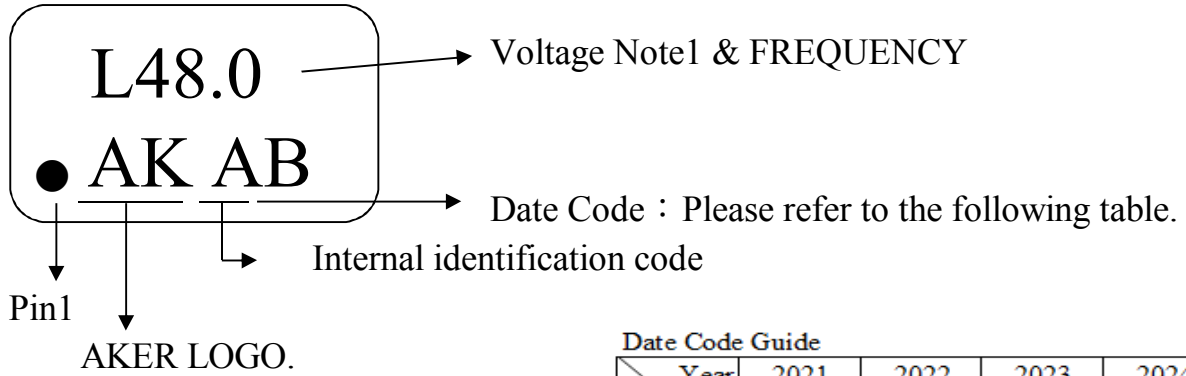 L48.0
Voltage Note1 & FREQUENCY
AK AB
Date Code：Please refer to the following table.
Internal identification code
Pin1
AKER LOGO.
Date Code Guide
Year 2021 2022 2023